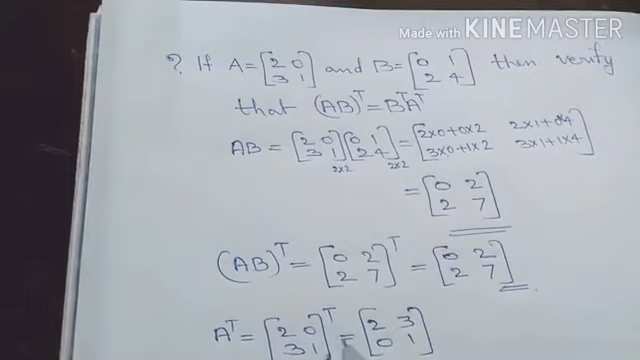 Made with KINEMASTER
? If A = [2 0 3 1] and B = [0 1 2 4] then verify
that (AB)^T = B^T A^T
AB = [2 0 3 1]2×2 [0 1 2 4]2×2 = [2×0+0×2 2×1+0×4 3×0+1×2 3×1+1×4]
= [0 2 2 7]
(AB)^T = [0 2 2 7]^T = [0 2 2 7]
A^T = [2 0 3 1]^T = [2 3 0 1]